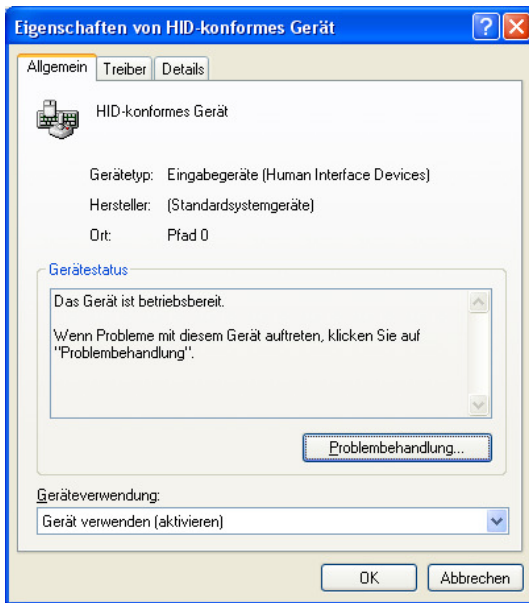 Eigenschaften von HID-konformes Gerät
Allgemein Treiber Details
HID-konformes Gerät
Gerätetyp: Eingabegeräte (Human Interface Devices)
Hersteller: (Standardsystemgeräte)
Ort: Pfad 0
Gerätestatus
Das Gerät ist betriebsbereit.
Wenn Probleme mit diesem Gerät auftreten, klicken Sie auf
"Problembehandlung".
Problembehandlung...
Geräteverwendung:
Gerät verwenden (aktivieren)
OK Abbrechen